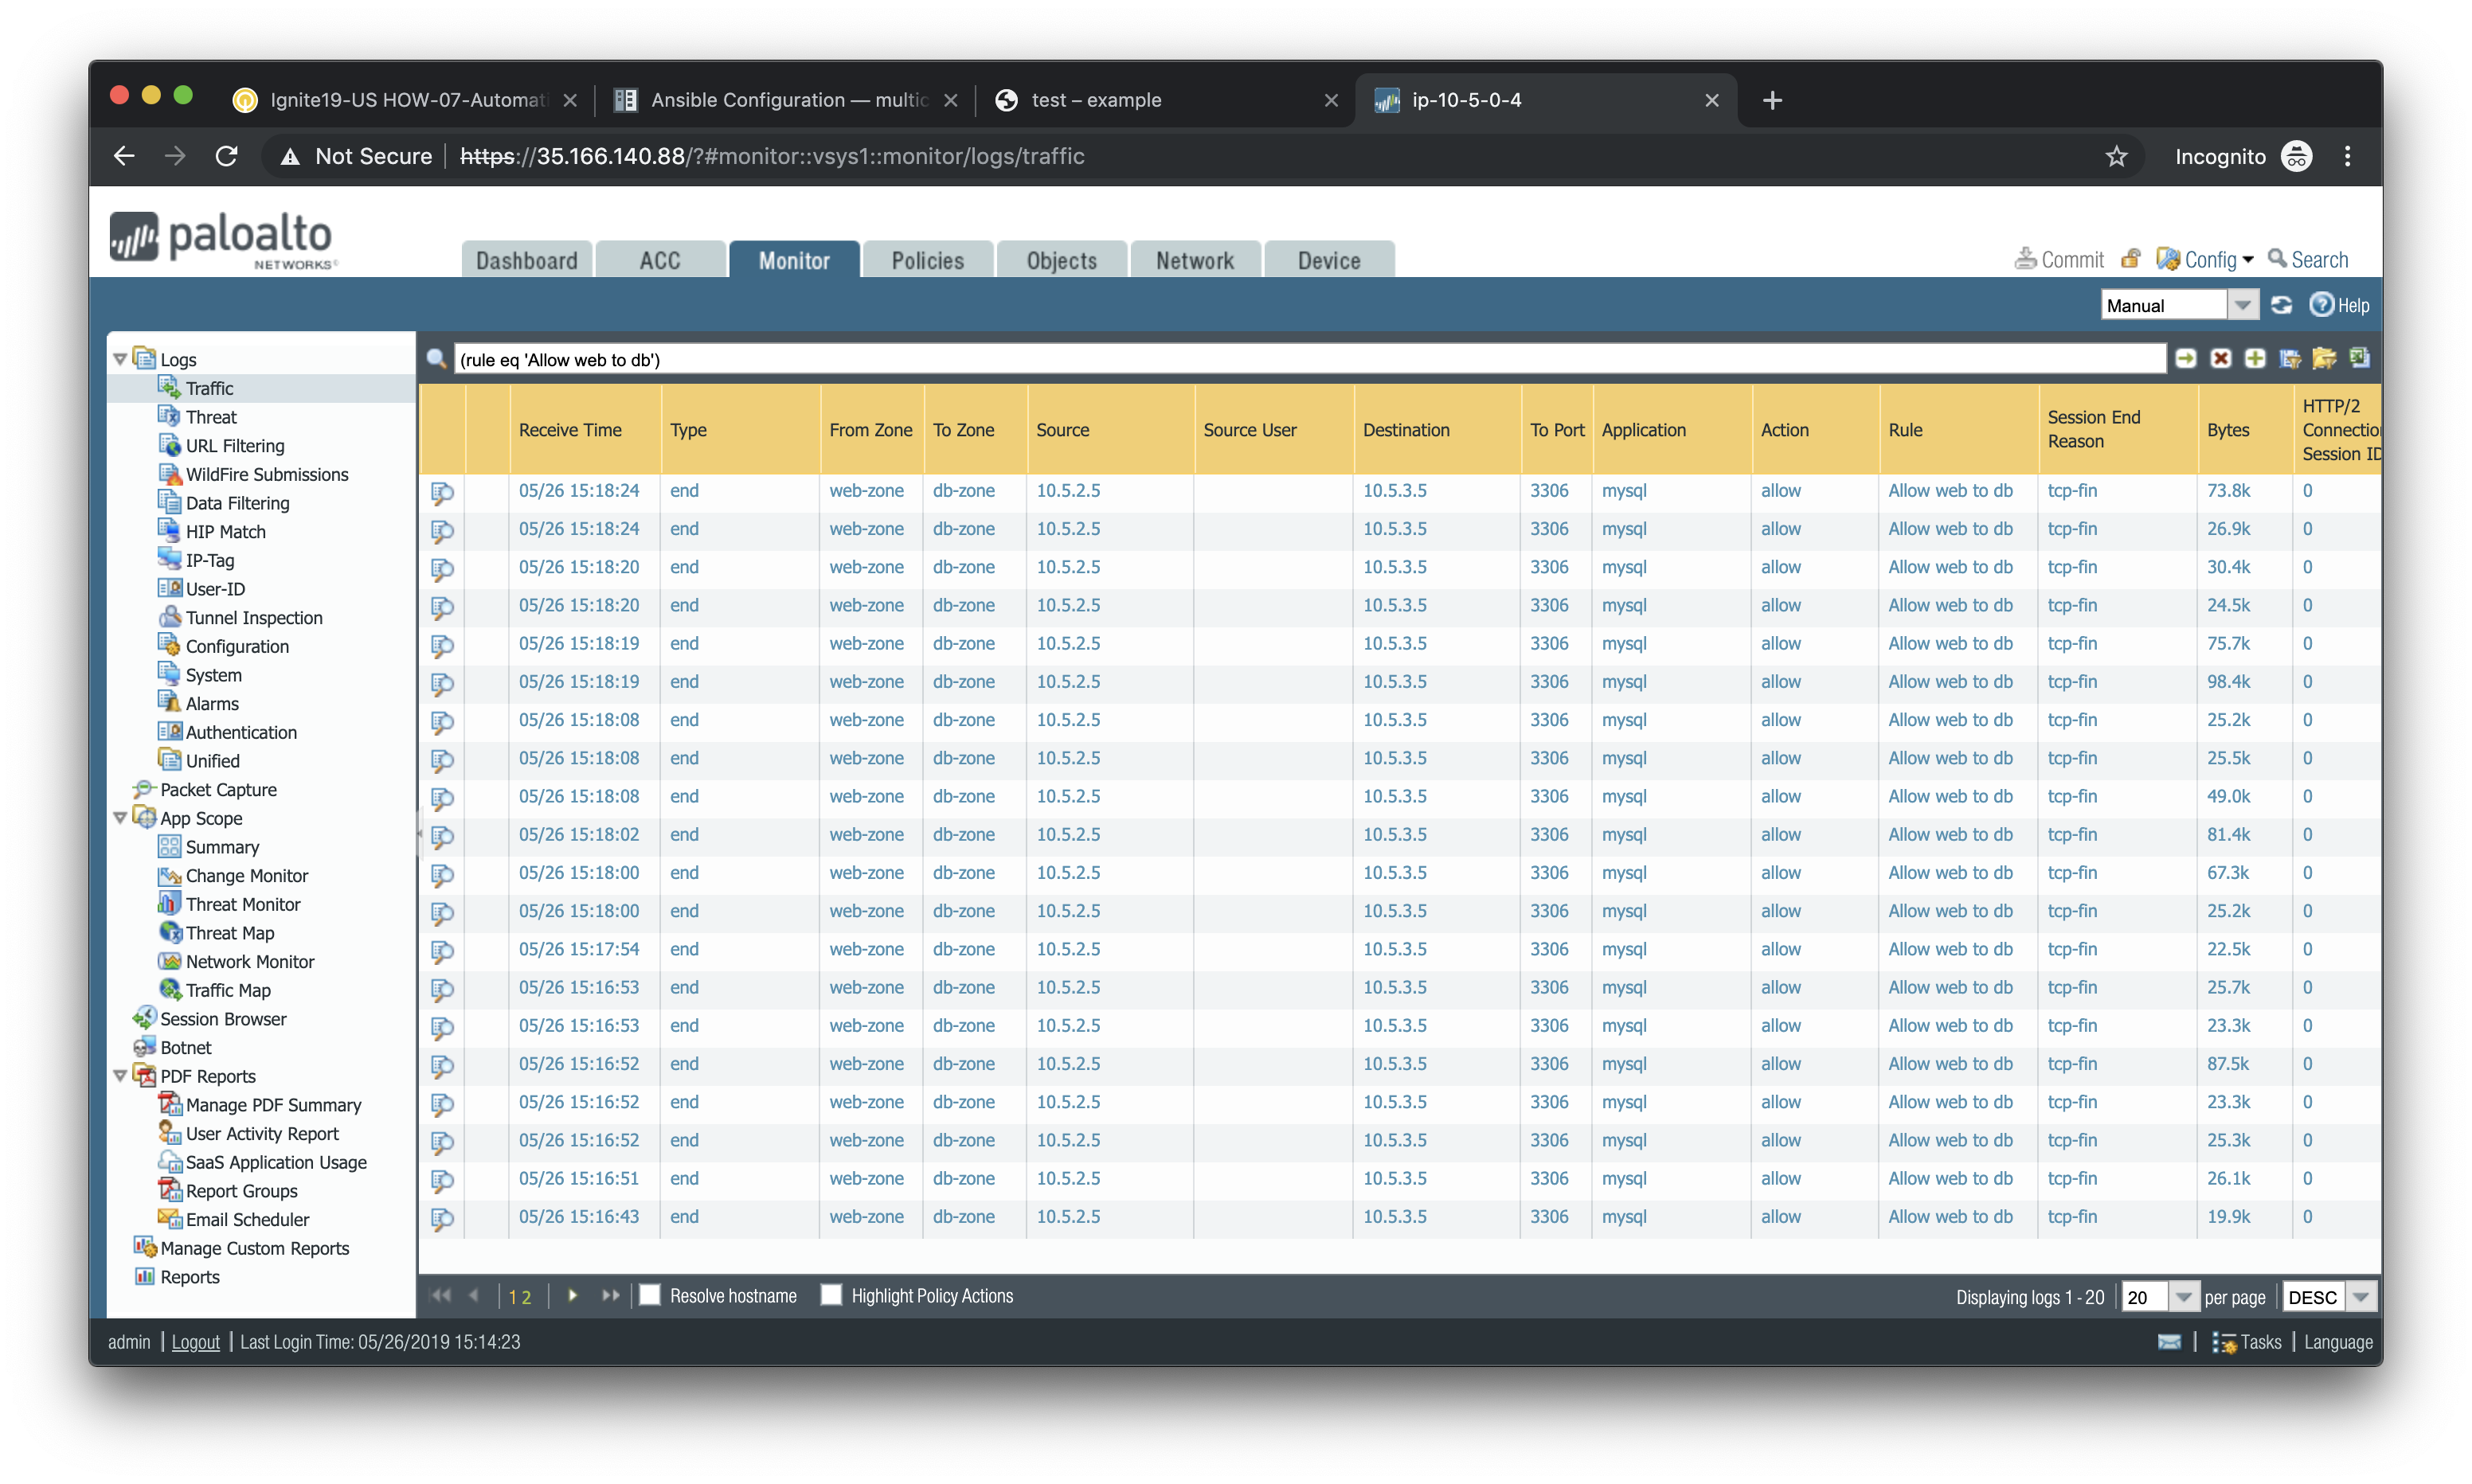 Ignite19-US HOW-07-Automati
Ansible Configuration — multic
test – example
ip-10-5-0-4
Not Secure
https://35.166.140.88/?#monitor::vsys1::monitor/logs/traffic
Incognito
paloalto
NETWORKS
Dashboard ACC Monitor Policies Objects Network Device
Commit Config Search
Manual Help
Logs
Traffic
Threat
URL Filtering
WildFire Submissions
Data Filtering
HIP Match
IP-Tag
User-ID
Tunnel Inspection
Configuration
System
Alarms
Authentication
Unified
Packet Capture
App Scope
Summary
Change Monitor
Threat Monitor
Threat Map
Network Monitor
Traffic Map
Session Browser
Botnet
PDF Reports
Manage PDF Summary
User Activity Report
SaaS Application Usage
Report Groups
Email Scheduler
Manage Custom Reports
Reports
(rule eq 'Allow web to db')
Receive Time Type From Zone To Zone Source Source User Destination To Port Application Action Rule Session End Reason Bytes HTTP/2 Connectio Session ID
05/26 15:18:24 end web-zone db-zone 10.5.2.5 10.5.3.5 3306 mysql allow Allow web to db tcp-fin 73.8k 0
05/26 15:18:24 end web-zone db-zone 10.5.2.5 10.5.3.5 3306 mysql allow Allow web to db tcp-fin 26.9k 0
05/26 15:18:20 end web-zone db-zone 10.5.2.5 10.5.3.5 3306 mysql allow Allow web to db tcp-fin 30.4k 0
05/26 15:18:20 end web-zone db-zone 10.5.2.5 10.5.3.5 3306 mysql allow Allow web to db tcp-fin 24.5k 0
05/26 15:18:19 end web-zone db-zone 10.5.2.5 10.5.3.5 3306 mysql allow Allow web to db tcp-fin 75.7k 0
05/26 15:18:19 end web-zone db-zone 10.5.2.5 10.5.3.5 3306 mysql allow Allow web to db tcp-fin 98.4k 0
05/26 15:18:08 end web-zone db-zone 10.5.2.5 10.5.3.5 3306 mysql allow Allow web to db tcp-fin 25.2k 0
05/26 15:18:08 end web-zone db-zone 10.5.2.5 10.5.3.5 3306 mysql allow Allow web to db tcp-fin 25.5k 0
05/26 15:18:08 end web-zone db-zone 10.5.2.5 10.5.3.5 3306 mysql allow Allow web to db tcp-fin 49.0k 0
05/26 15:18:02 end web-zone db-zone 10.5.2.5 10.5.3.5 3306 mysql allow Allow web to db tcp-fin 81.4k 0
05/26 15:18:00 end web-zone db-zone 10.5.2.5 10.5.3.5 3306 mysql allow Allow web to db tcp-fin 67.3k 0
05/26 15:18:00 end web-zone db-zone 10.5.2.5 10.5.3.5 3306 mysql allow Allow web to db tcp-fin 25.2k 0
05/26 15:17:54 end web-zone db-zone 10.5.2.5 10.5.3.5 3306 mysql allow Allow web to db tcp-fin 22.5k 0
05/26 15:16:53 end web-zone db-zone 10.5.2.5 10.5.3.5 3306 mysql allow Allow web to db tcp-fin 25.7k 0
05/26 15:16:53 end web-zone db-zone 10.5.2.5 10.5.3.5 3306 mysql allow Allow web to db tcp-fin 23.3k 0
05/26 15:16:52 end web-zone db-zone 10.5.2.5 10.5.3.5 3306 mysql allow Allow web to db tcp-fin 87.5k 0
05/26 15:16:52 end web-zone db-zone 10.5.2.5 10.5.3.5 3306 mysql allow Allow web to db tcp-fin 23.3k 0
05/26 15:16:52 end web-zone db-zone 10.5.2.5 10.5.3.5 3306 mysql allow Allow web to db tcp-fin 25.3k 0
05/26 15:16:51 end web-zone db-zone 10.5.2.5 10.5.3.5 3306 mysql allow Allow web to db tcp-fin 26.1k 0
05/26 15:16:43 end web-zone db-zone 10.5.2.5 10.5.3.5 3306 mysql allow Allow web to db tcp-fin 19.9k 0
1 2 Resolve hostname Highlight Policy Actions Displaying logs 1 - 20 20 per page DESC
admin | Logout | Last Login Time: 05/26/2019 15:14:23 | Tasks | Language